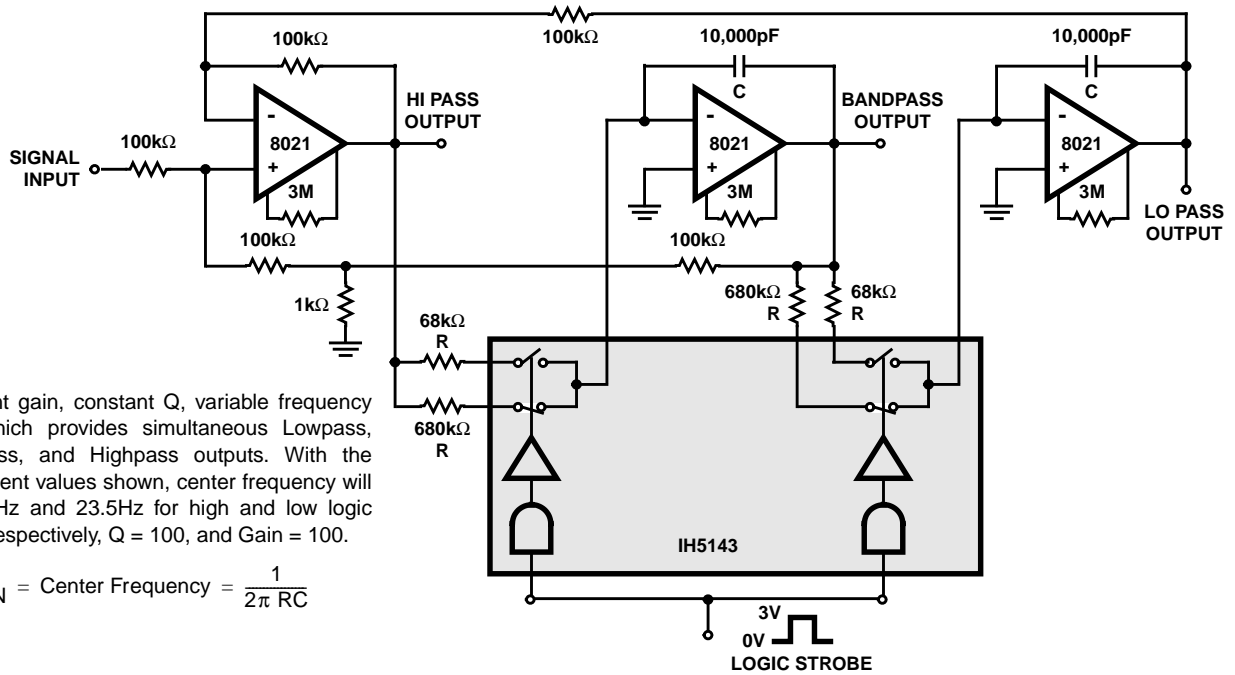 100kΩ
10,000pF
10,000pF
100kΩ
C
C
HI PASS
OUTPUT
BANDPASS
OUTPUT
-
8021
+
3M
-
8021
+
3M
-
8021
+
3M
100kΩ
SIGNAL
INPUT
LO PASS
OUTPUT
100kΩ
100kΩ
1kΩ
680kΩ
R
68kΩ
R
68kΩ
R
680kΩ
R
nt gain, constant Q, variable frequency
hich provides simultaneous Lowpass,
ss, and Highpass outputs. With the
ent values shown, center frequency will
Hz and 23.5Hz for high and low logic
espectively, Q = 100, and Gain = 100.
N = Center Frequency = 1 / 2π RC
IH5143
3V
0V
LOGIC STROBE